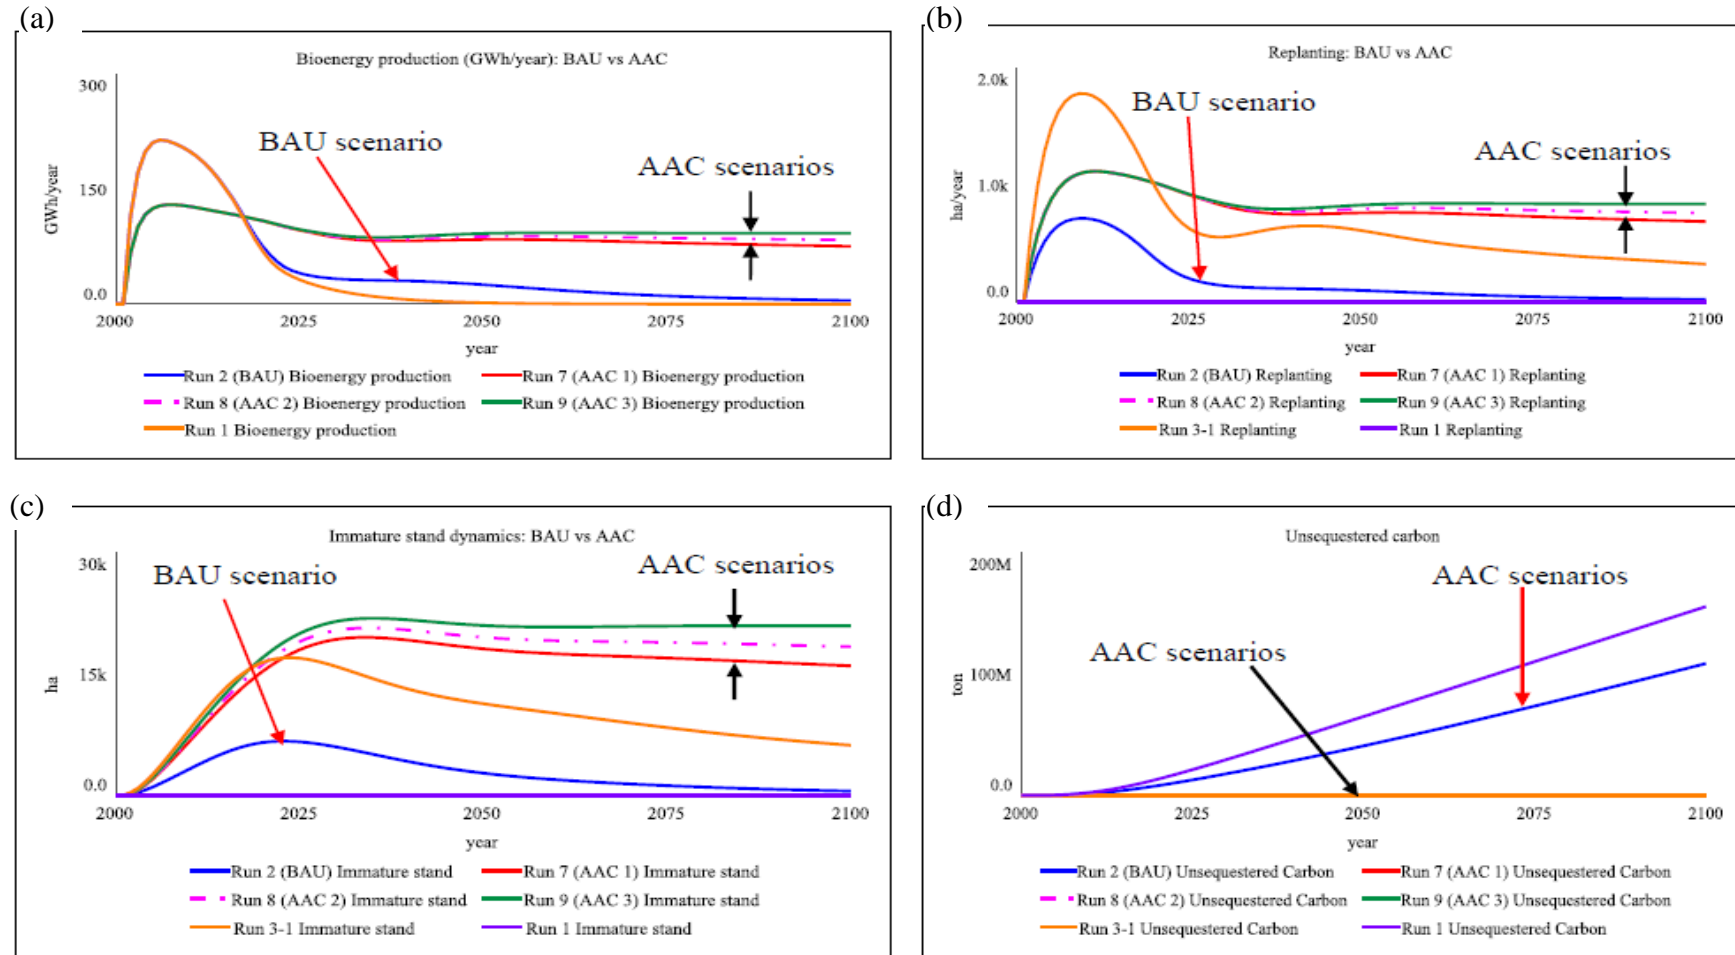 (a)
Bioenergy production (GWh/year): BAU vs AAC
300
BAU scenario
AAC scenarios
150
GWh/year
0.0
2000 2025 2050 2075 2100
year
Run 2 (BAU) Bioenergy production Run 7 (AAC 1) Bioenergy production
Run 8 (AAC 2) Bioenergy production Run 9 (AAC 3) Bioenergy production
Run 1 Bioenergy production
(b)
Replanting: BAU vs AAC
2.0k
BAU scenario
AAC scenarios
1.0k
ha/year
0.0
2000 2025 2050 2075 2100
year
Run 2 (BAU) Replanting Run 7 (AAC 1) Replanting
Run 8 (AAC 2) Replanting Run 9 (AAC 3) Replanting
Run 3-1 Replanting Run 1 Replanting
(c)
Immature stand dynamics: BAU vs AAC
30k
BAU scenario
AAC scenarios
15k
ha
0.0
2000 2025 2050 2075 2100
year
Run 2 (BAU) Immature stand Run 7 (AAC 1) Immature stand
Run 8 (AAC 2) Immature stand Run 9 (AAC 3) Immature stand
Run 3-1 Immature stand Run 1 Immature stand
(d)
Unsequestered carbon
200M
AAC scenarios
AAC scenarios
100M
ton
0.0
2000 2025 2050 2075 2100
year
Run 2 (BAU) Unsequestered Carbon Run 7 (AAC 1) Unsequestered Carbon
Run 8 (AAC 2) Unsequestered Carbon Run 9 (AAC 3) Unsequestered Carbon
Run 3-1 Unsequestered Carbon Run 1 Unsequestered Carbon